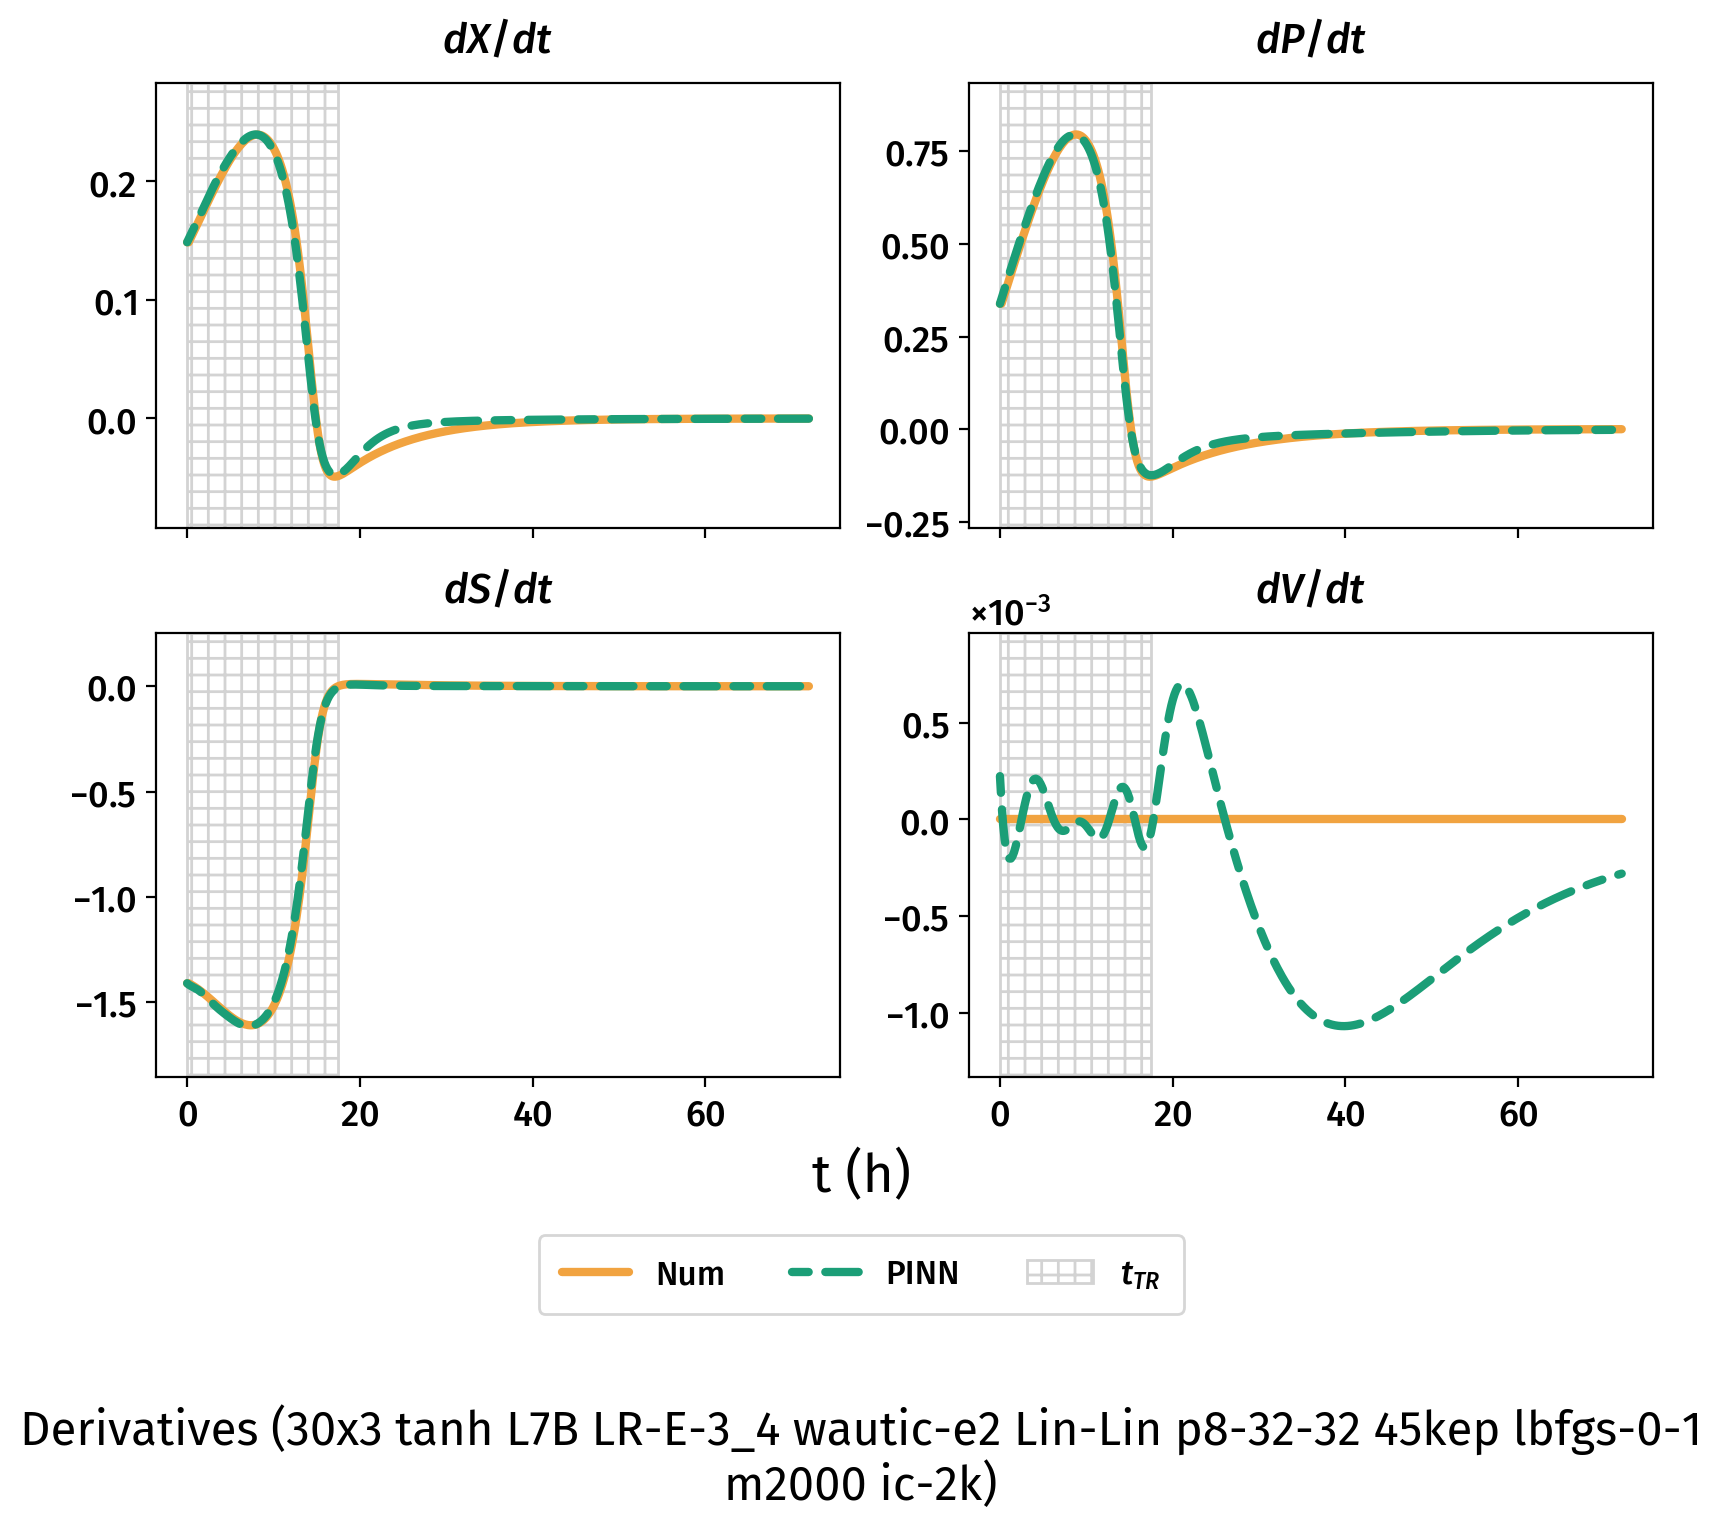 dX/dt
dP/dt
0.2
0.1
0.0
0.75
0.50
0.25
0.00
−0.25
dS/dt
dV/dt
×10⁻³
0.0
−0.5
−1.0
−1.5
0.5
0.0
−0.5
−1.0
0 20 40 60
0 20 40 60
t (h)
Num PINN tTR
Derivatives (30x3 tanh L7B LR-E-3_4 wautic-e2 Lin-Lin p8-32-32 45kep lbfgs-0-1
m2000 ic-2k)